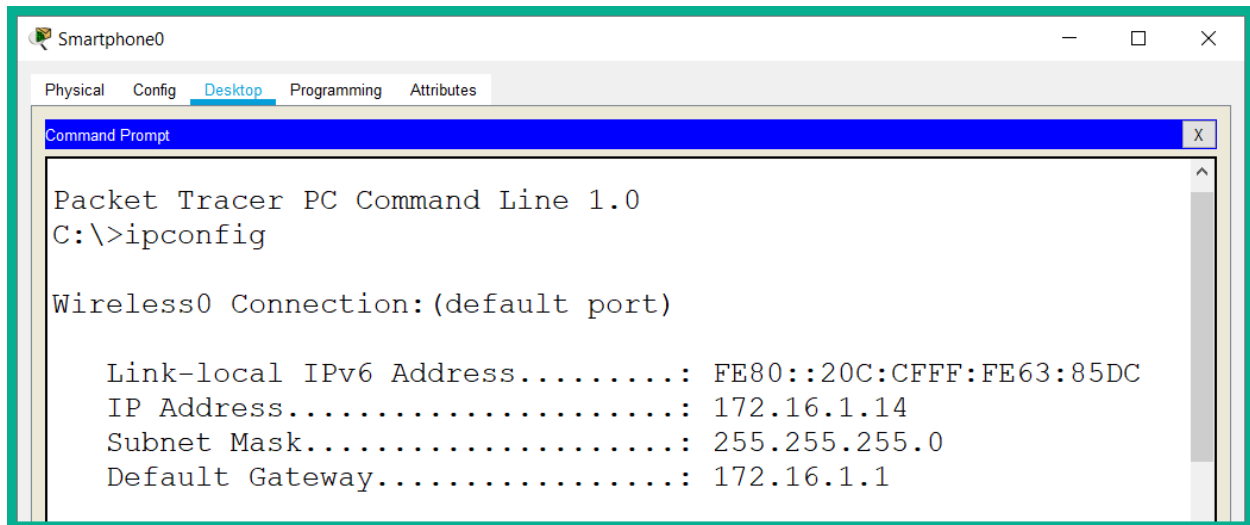 Smartphone0
Physical Config Desktop Programming Attributes
Command Prompt X
Packet Tracer PC Command Line 1.0
C:\>ipconfig
Wireless0 Connection:(default port)
Link-local IPv6 Address.........: FE80::20C:CFFF:FE63:85DC
IP Address......................: 172.16.1.14
Subnet Mask.....................: 255.255.255.0
Default Gateway.................: 172.16.1.1